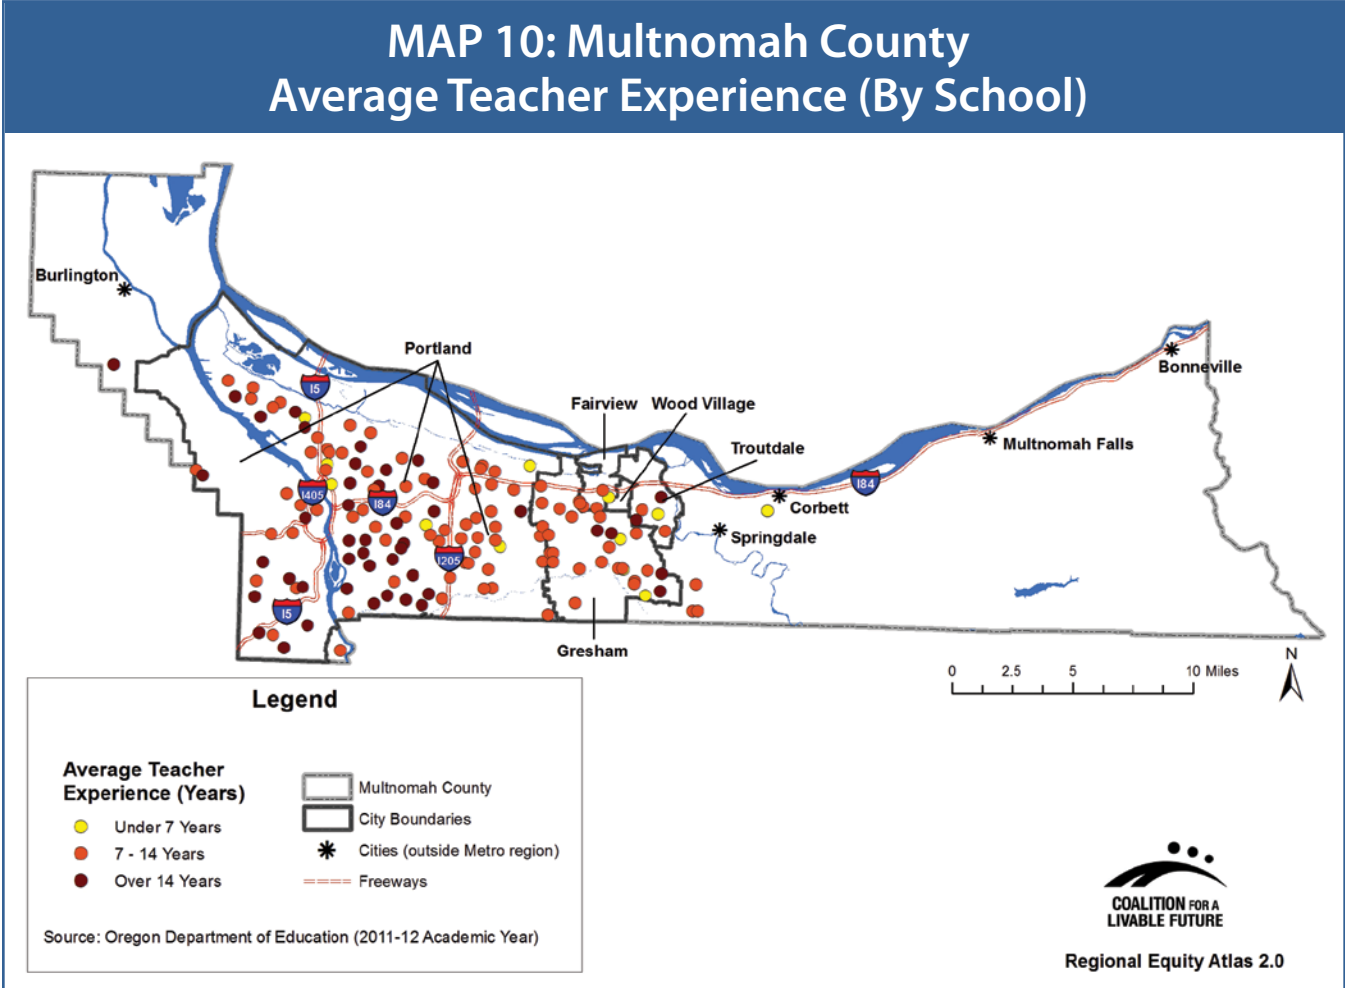 MAP 10: Multnomah County
Average Teacher Experience (By School)
Burlington
Portland
I5
Fairview
Wood Village
Troutdale
Bonneville
Multnomah Falls
I405
I84
I84
Corbett
Springdale
I205
I5
Gresham
0 2.5 5 10 Miles
N
Legend
Average Teacher
Experience (Years)
Under 7 Years
7 - 14 Years
Over 14 Years
Multnomah County
City Boundaries
Cities (outside Metro region)
Freeways
Source: Oregon Department of Education (2011-12 Academic Year)
COALITION FOR A
LIVABLE FUTURE
Regional Equity Atlas 2.0